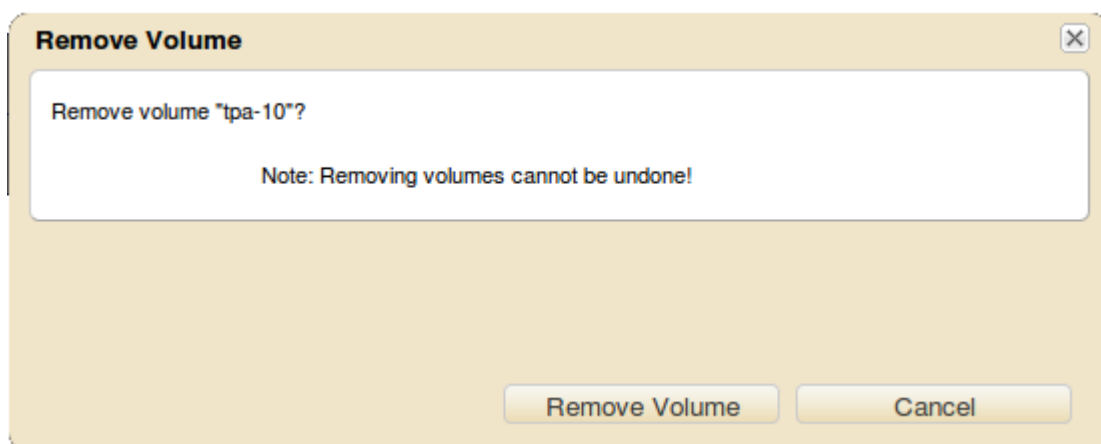 Remove Volume
Remove volume "tpa-10"?
Note: Removing volumes cannot be undone!
Remove Volume
Cancel